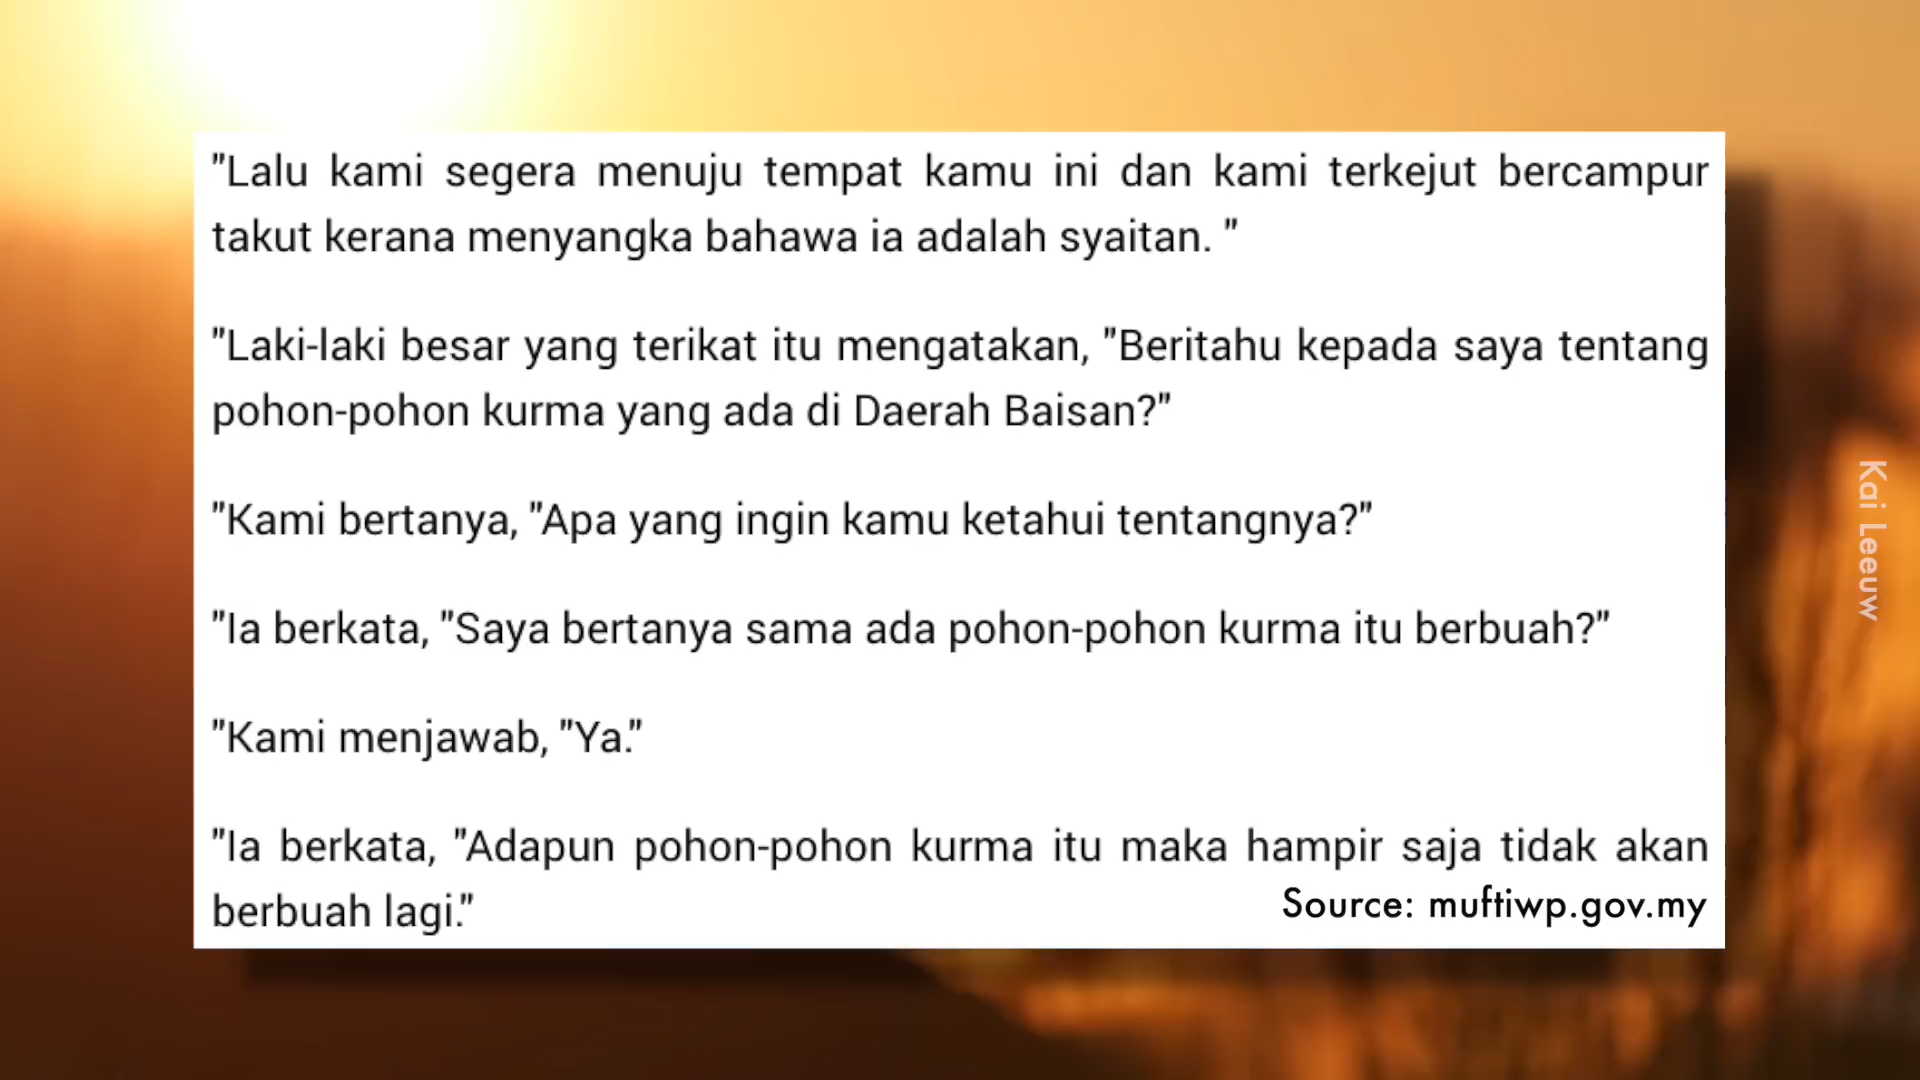 "Lalu kami segera menuju tempat kamu ini dan kami terkejut bercampur
takut kerana menyangka bahawa ia adalah syaitan. "
"Laki-laki besar yang terikat itu mengatakan, "Beritahu kepada saya tentang
pohon-pohon kurma yang ada di Daerah Baisan?"
"Kami bertanya, "Apa yang ingin kamu ketahui tentangnya?"
"Ia berkata, "Saya bertanya sama ada pohon-pohon kurma itu berbuah?"
"Kami menjawab, "Ya."
"Ia berkata, "Adapun pohon-pohon kurma itu maka hampir saja tidak akan
berbuah lagi."
Source: muftiwp.gov.my
Kai Leeuw